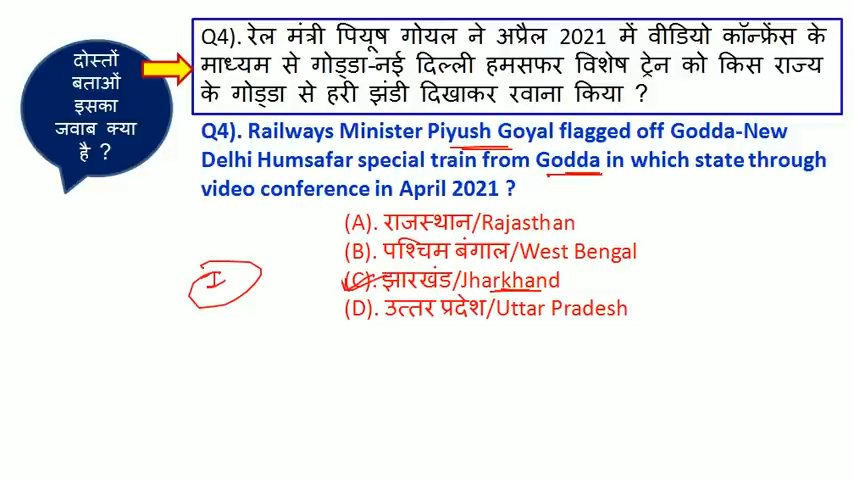 दोस्तों
बताओं
इसका
जवाब क्या
है ?
Q4). रेल मंत्री पियूष गोयल ने अप्रैल 2021 में वीडियो कॉन्फ्रेंस के
माध्यम से गोड्डा-नई दिल्ली हमसफर विशेष ट्रेन को किस राज्य
के गोड्डा से हरी झंडी दिखाकर रवाना किया ?
Q4). Railways Minister Piyush Goyal flagged off Godda-New
Delhi Humsafar special train from Godda in which state through
video conference in April 2021 ?
(A). राजस्थान/Rajasthan
(B). पश्चिम बंगाल/West Bengal
(C). झारखंड/Jharkhand
(D). उत्तर प्रदेश/Uttar Pradesh
I